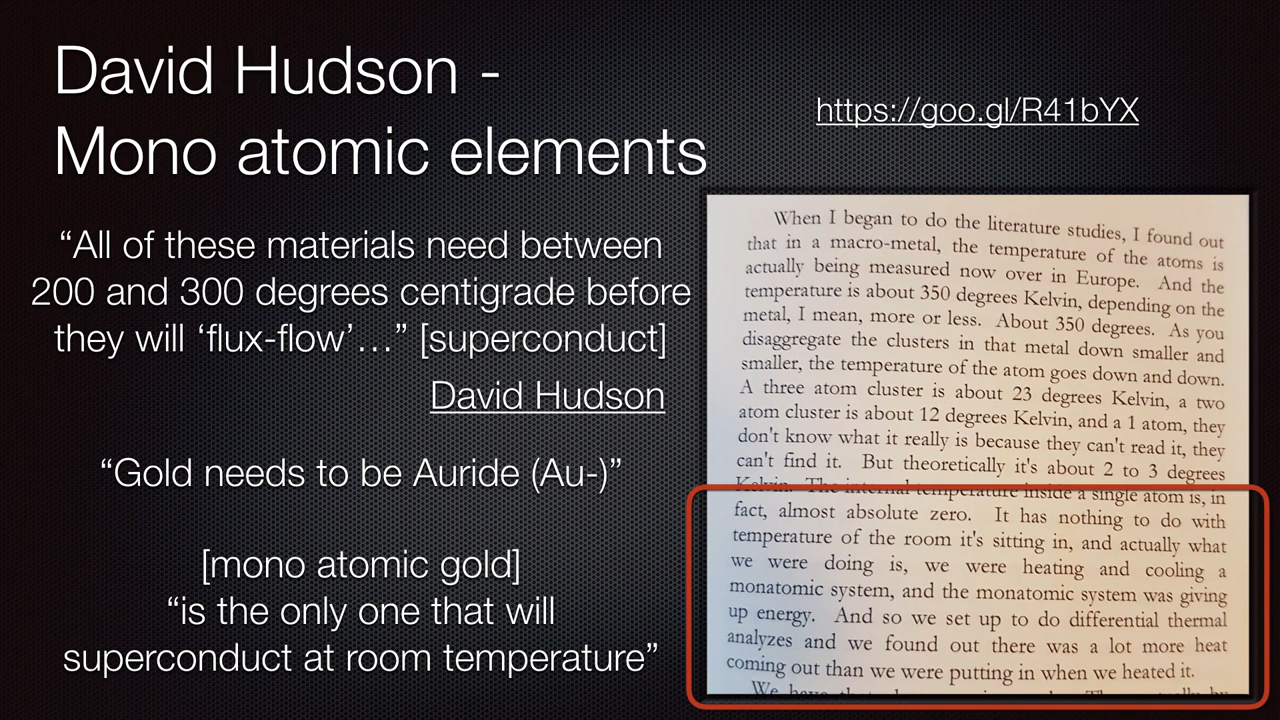 David Hudson -
Mono atomic elements
https://goo.gl/R41bYX
“All of these materials need between
200 and 300 degrees centigrade before
they will ‘flux-flow’…” [superconduct]
David Hudson
“Gold needs to be Auride (Au-)”
[mono atomic gold]
“is the only one that will
superconduct at room temperature”
When I began to do the literature studies, I found out
that in a macro-metal, the temperature of the atoms is
actually being measured now over in Europe. And the
temperature is about 350 degrees Kelvin, depending on the
metal, I mean, more or less. About 350 degrees. As you
disaggregate the clusters in that metal down smaller and
smaller, the temperature of the atom goes down and down.
A three atom cluster is about 23 degrees Kelvin, a two
atom cluster is about 12 degrees Kelvin, and a 1 atom, they
don't know what it really is because they can't read it, they
can't find it. But theoretically it's about 2 to 3 degrees
Kelvin. The internal temperature inside a single atom is, in
fact, almost absolute zero. It has nothing to do with
temperature of the room it's sitting in, and actually what
we were doing is, we were heating and cooling a
monatomic system, and the monatomic system was giving
up energy. And so we set up to do differential thermal
analyzes and we found out there was a lot more heat
coming out than we were putting in when we heated it.
We have